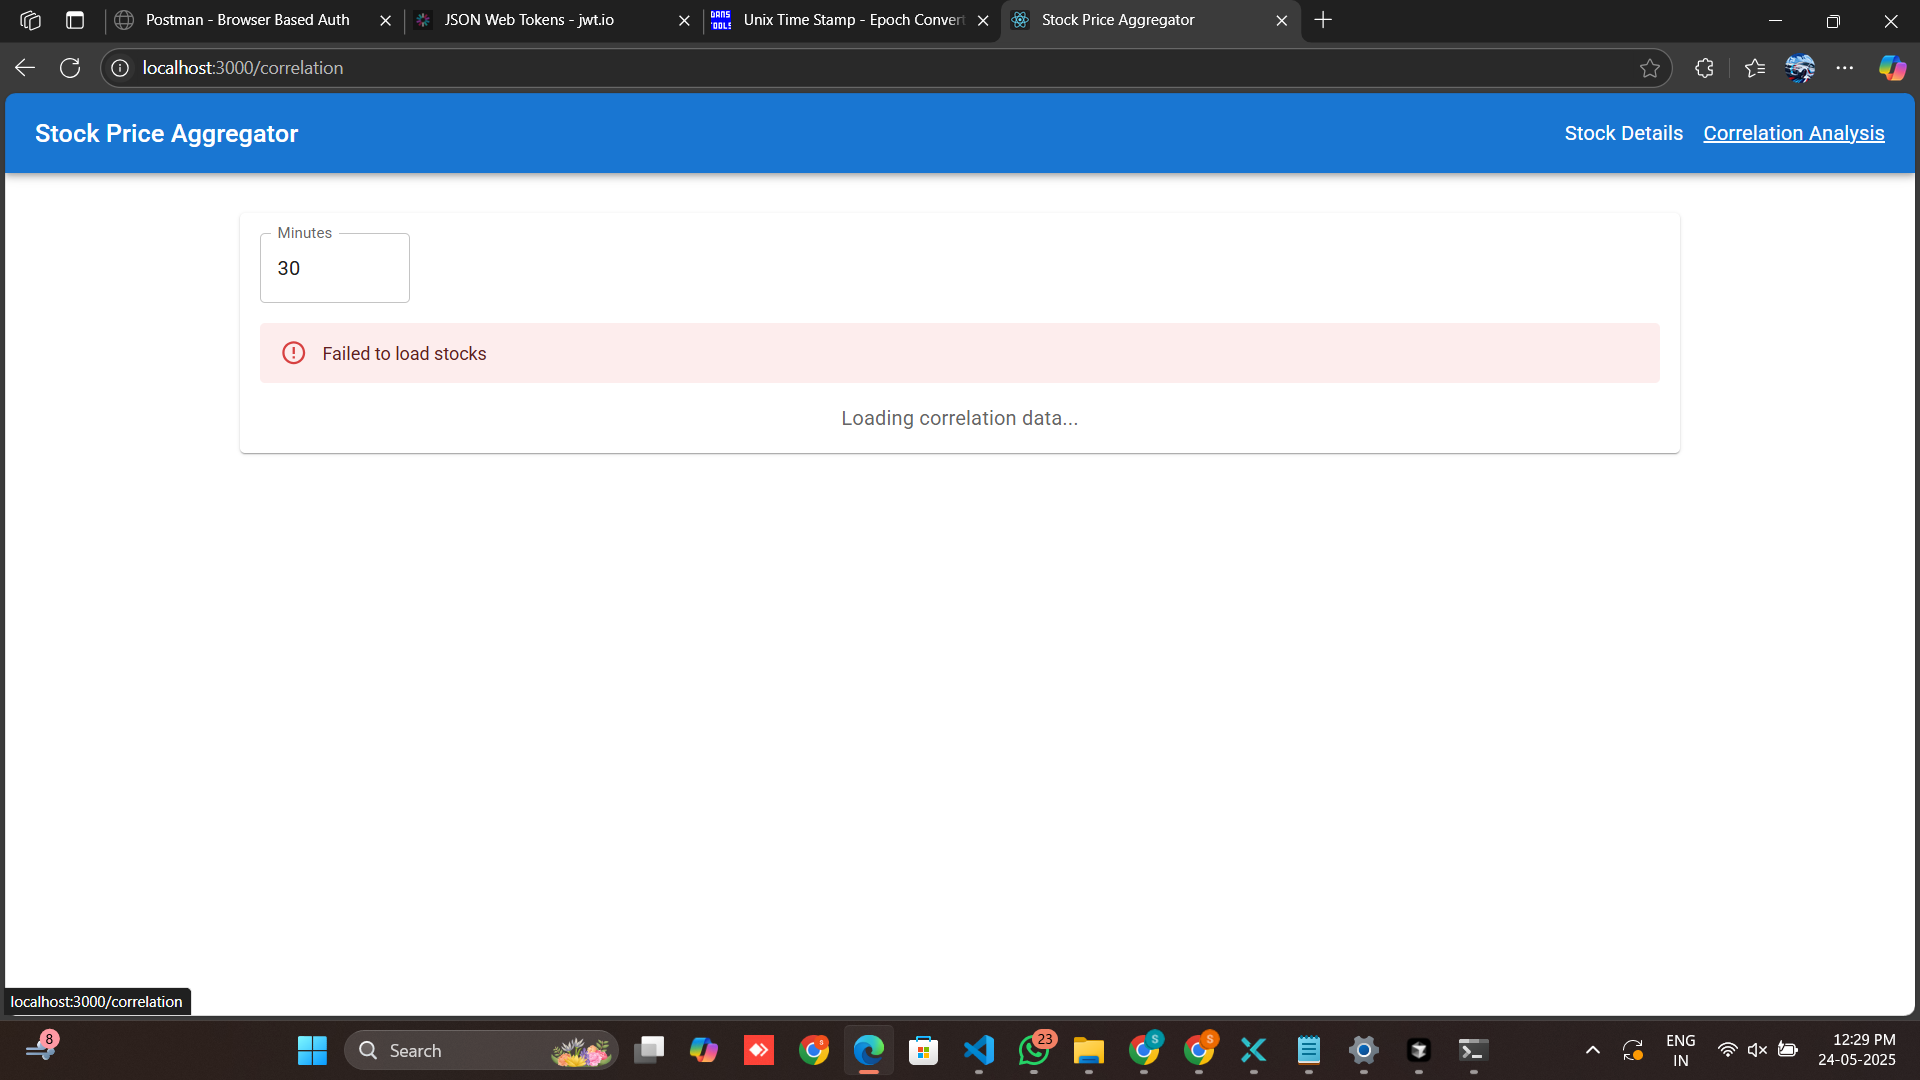 Postman - Browser Based Auth
JSON Web Tokens - jwt.io
DANS TOOLS
Unix Time Stamp - Epoch Convert
Stock Price Aggregator
localhost:3000/correlation
Stock Price Aggregator
Stock Details
Correlation Analysis
Minutes
30
Failed to load stocks
Loading correlation data...
localhost:3000/correlation
8
Search
S
23
S
S
ENG
IN
12:29 PM
24-05-2025